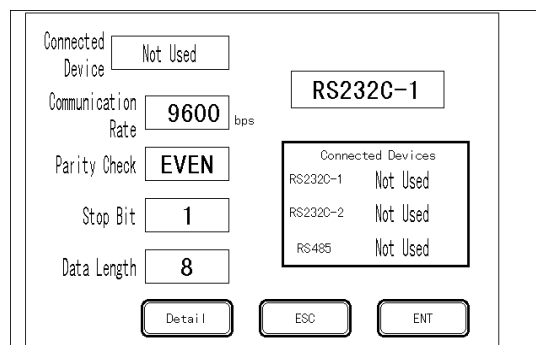 Connected
Device
Not Used
RS232C-1
Communication
Rate
9600
bps
Parity Check
EVEN
Stop Bit
1
Data Length
8
Connected Devices
RS232C-1 Not Used
RS232C-2 Not Used
RS485 Not Used
Detail
ESC
ENT